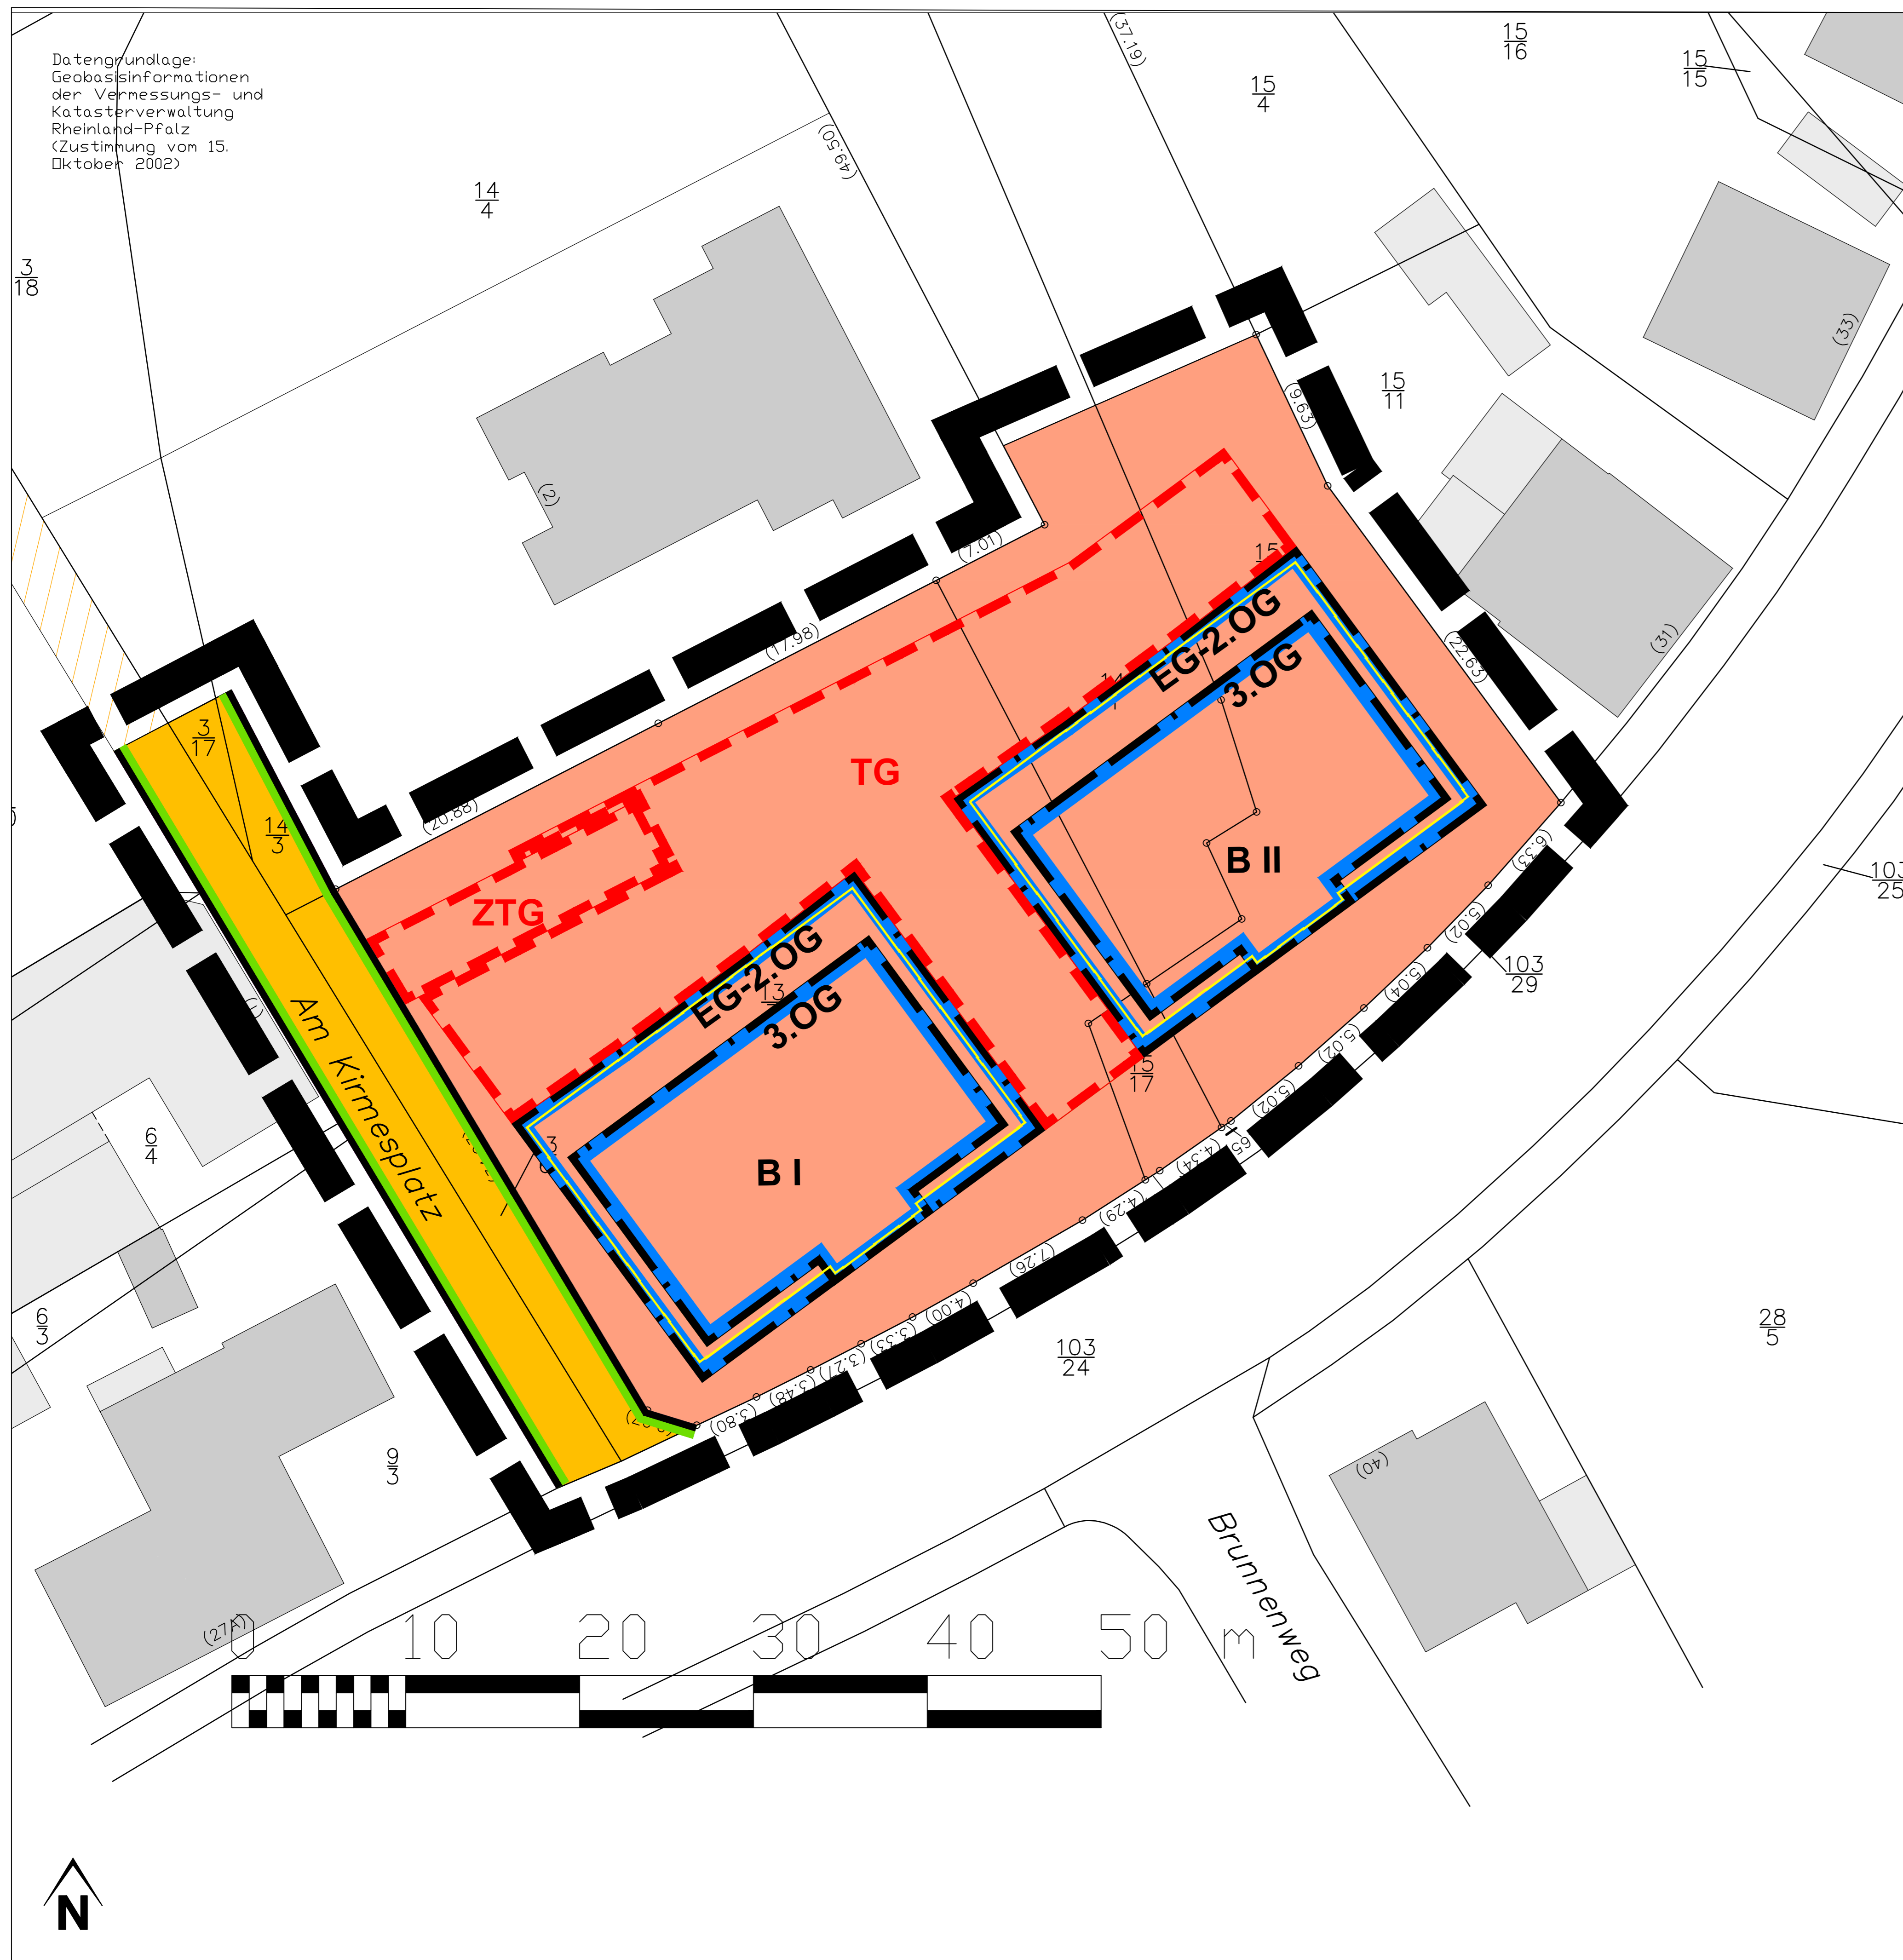 Datengrundlage:
Geobasisinformationen
der Vermessungs- und
Katasterverwaltung
Rheinland-Pfalz
(Zustimmung vom 15.
Oktober 2002)
(37.19)
15
16
15
15
15
4
(49.50)
14
4
3
18
(33)
15
11
(9.63)
(2)
(7.01)
15
(17.98)
(31)
(22.63)
EG-2.OG
3.OG
3
17
TG
14
3
(20.88)
B II
(6.33)
103
25
ZTG
(5.02)
EG-2.OG
13
3.OG
103
29
(5.04)
Am Kirmesplatz
(5.02)
15
17
(5.02)
6
4
3
B I
(4.34)
(4.29)
(7.26)
(4.00)
(3.33)
(3.27)
(3.48)
(3.80)
6
3
103
24
28
5
9
3
(40)
Brunnenweg
(27A)
0 10 20 30 40 50 m
N